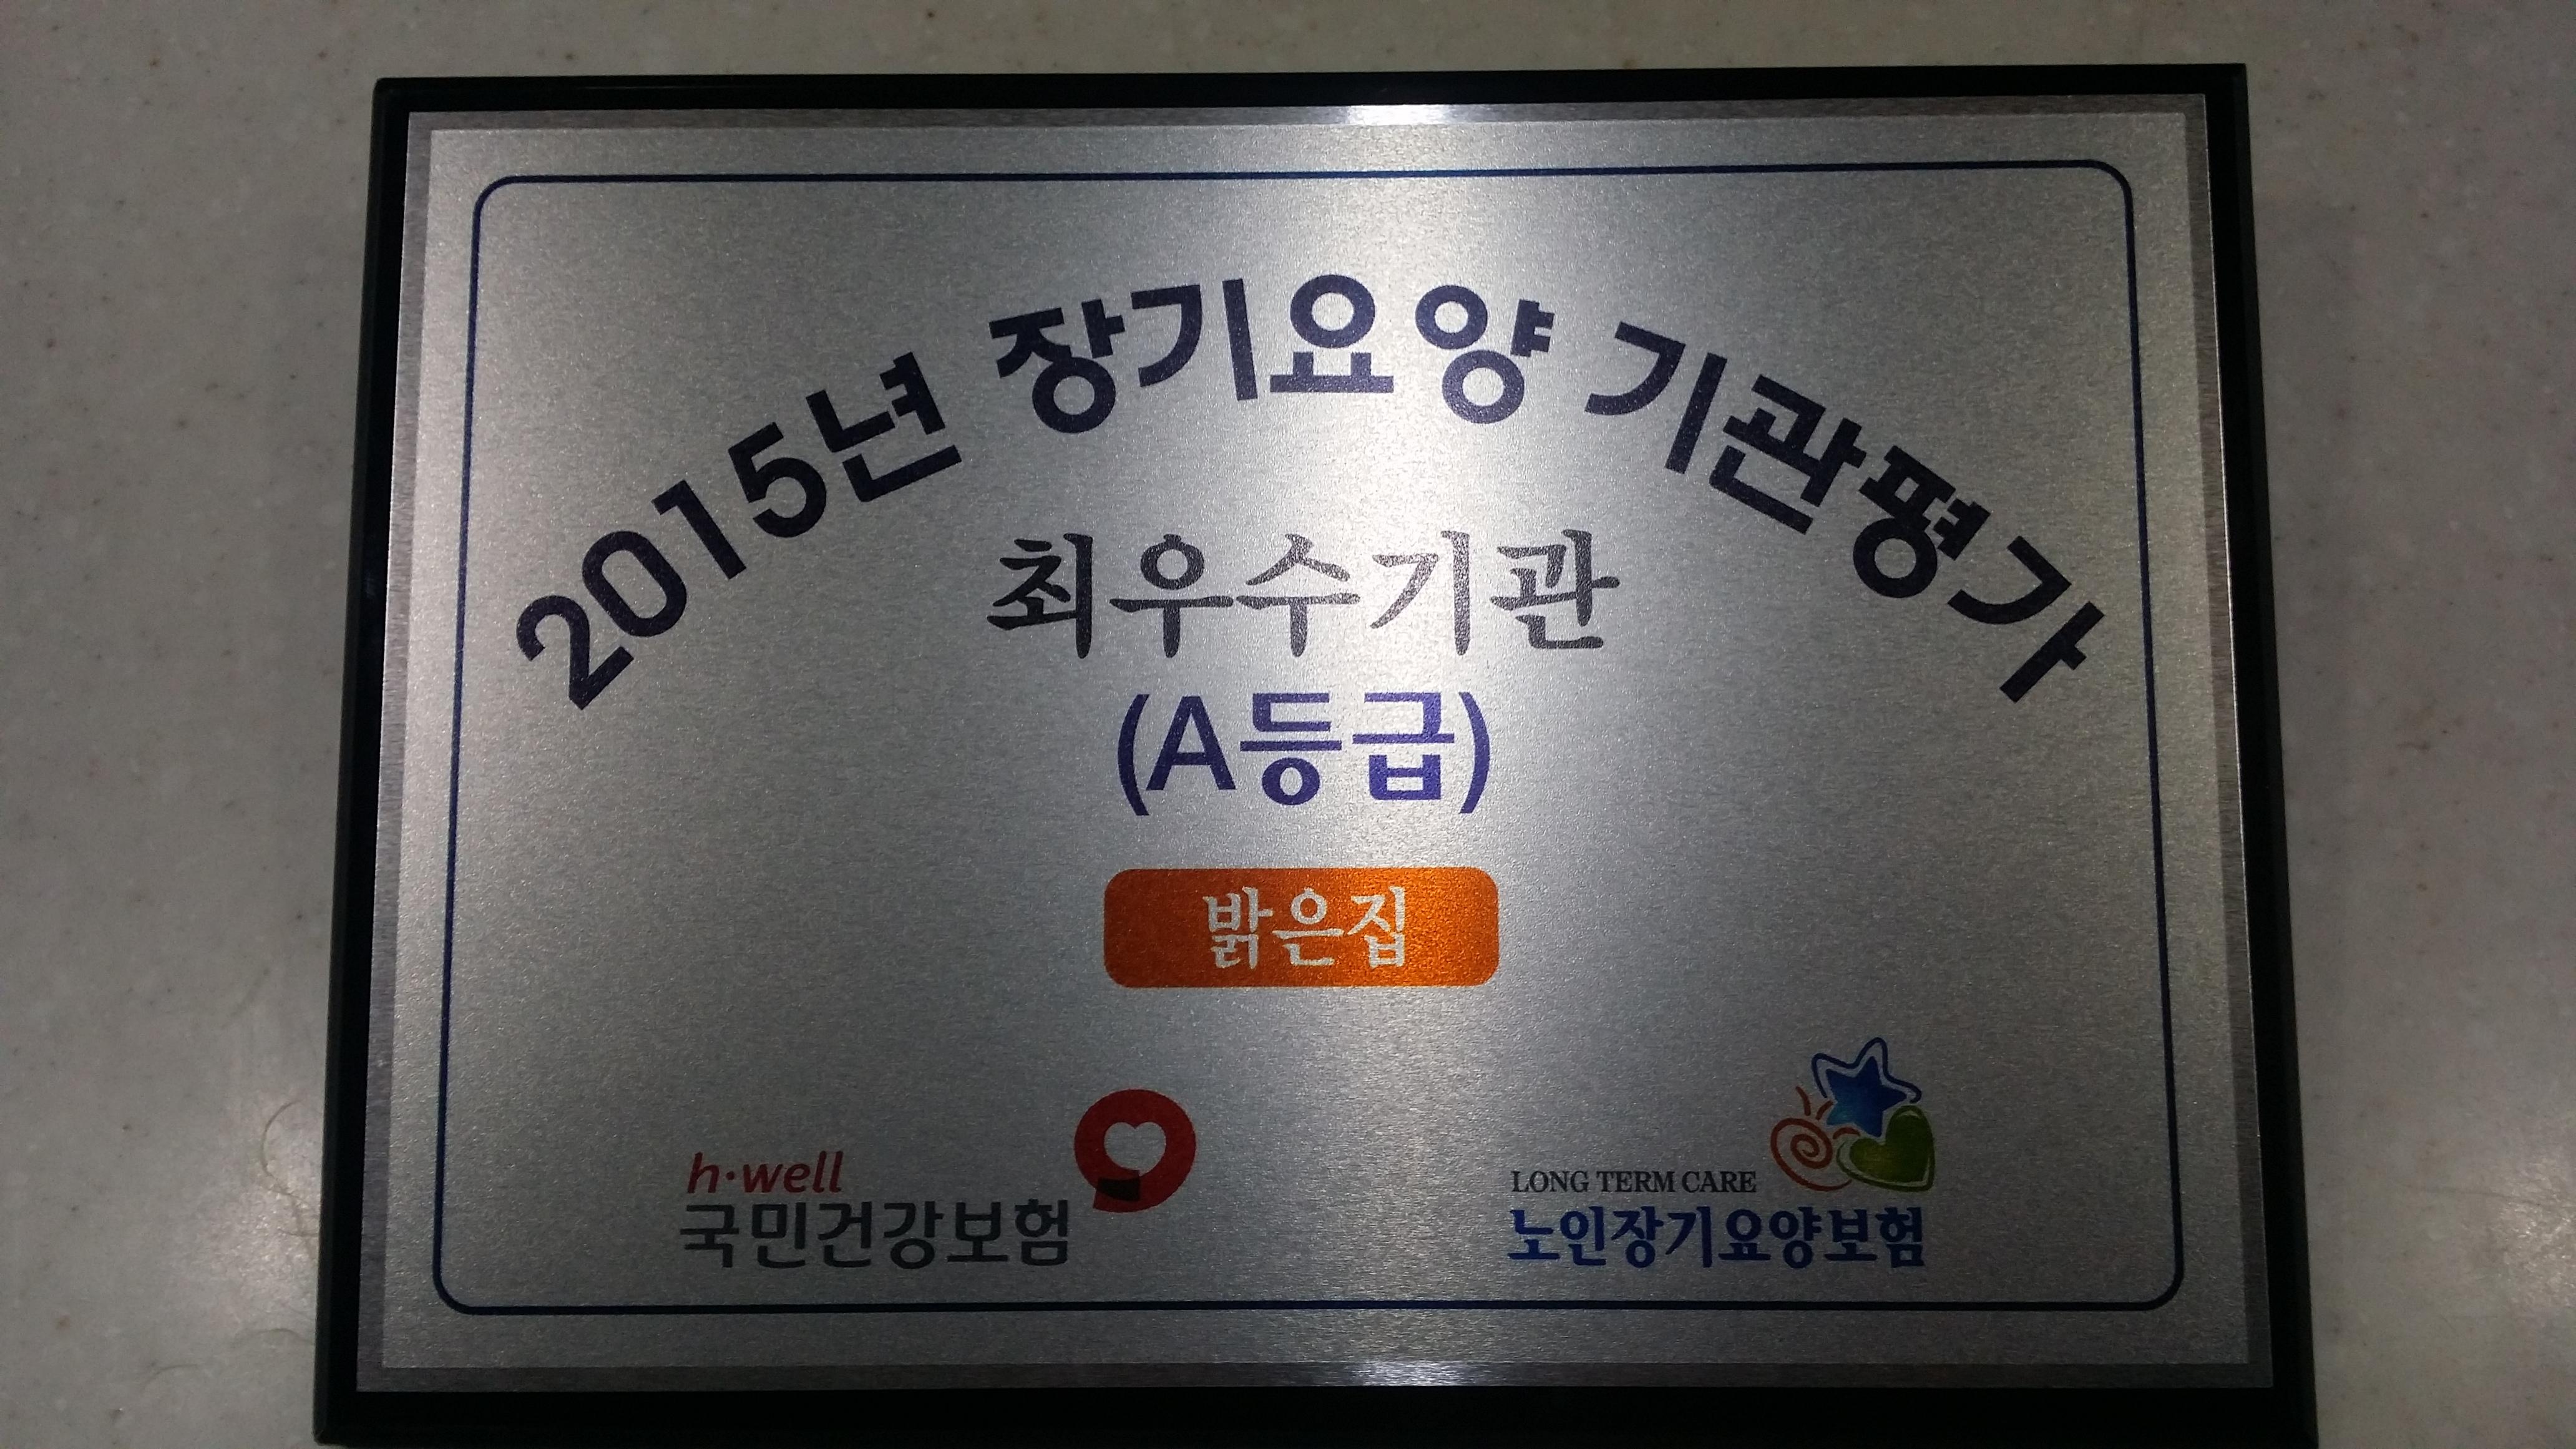 2015년 장기요양 기관평가
최우수기관
(A등급)
밝은집
h·well
국민건강보험
LONG TERM CARE
노인장기요양보험